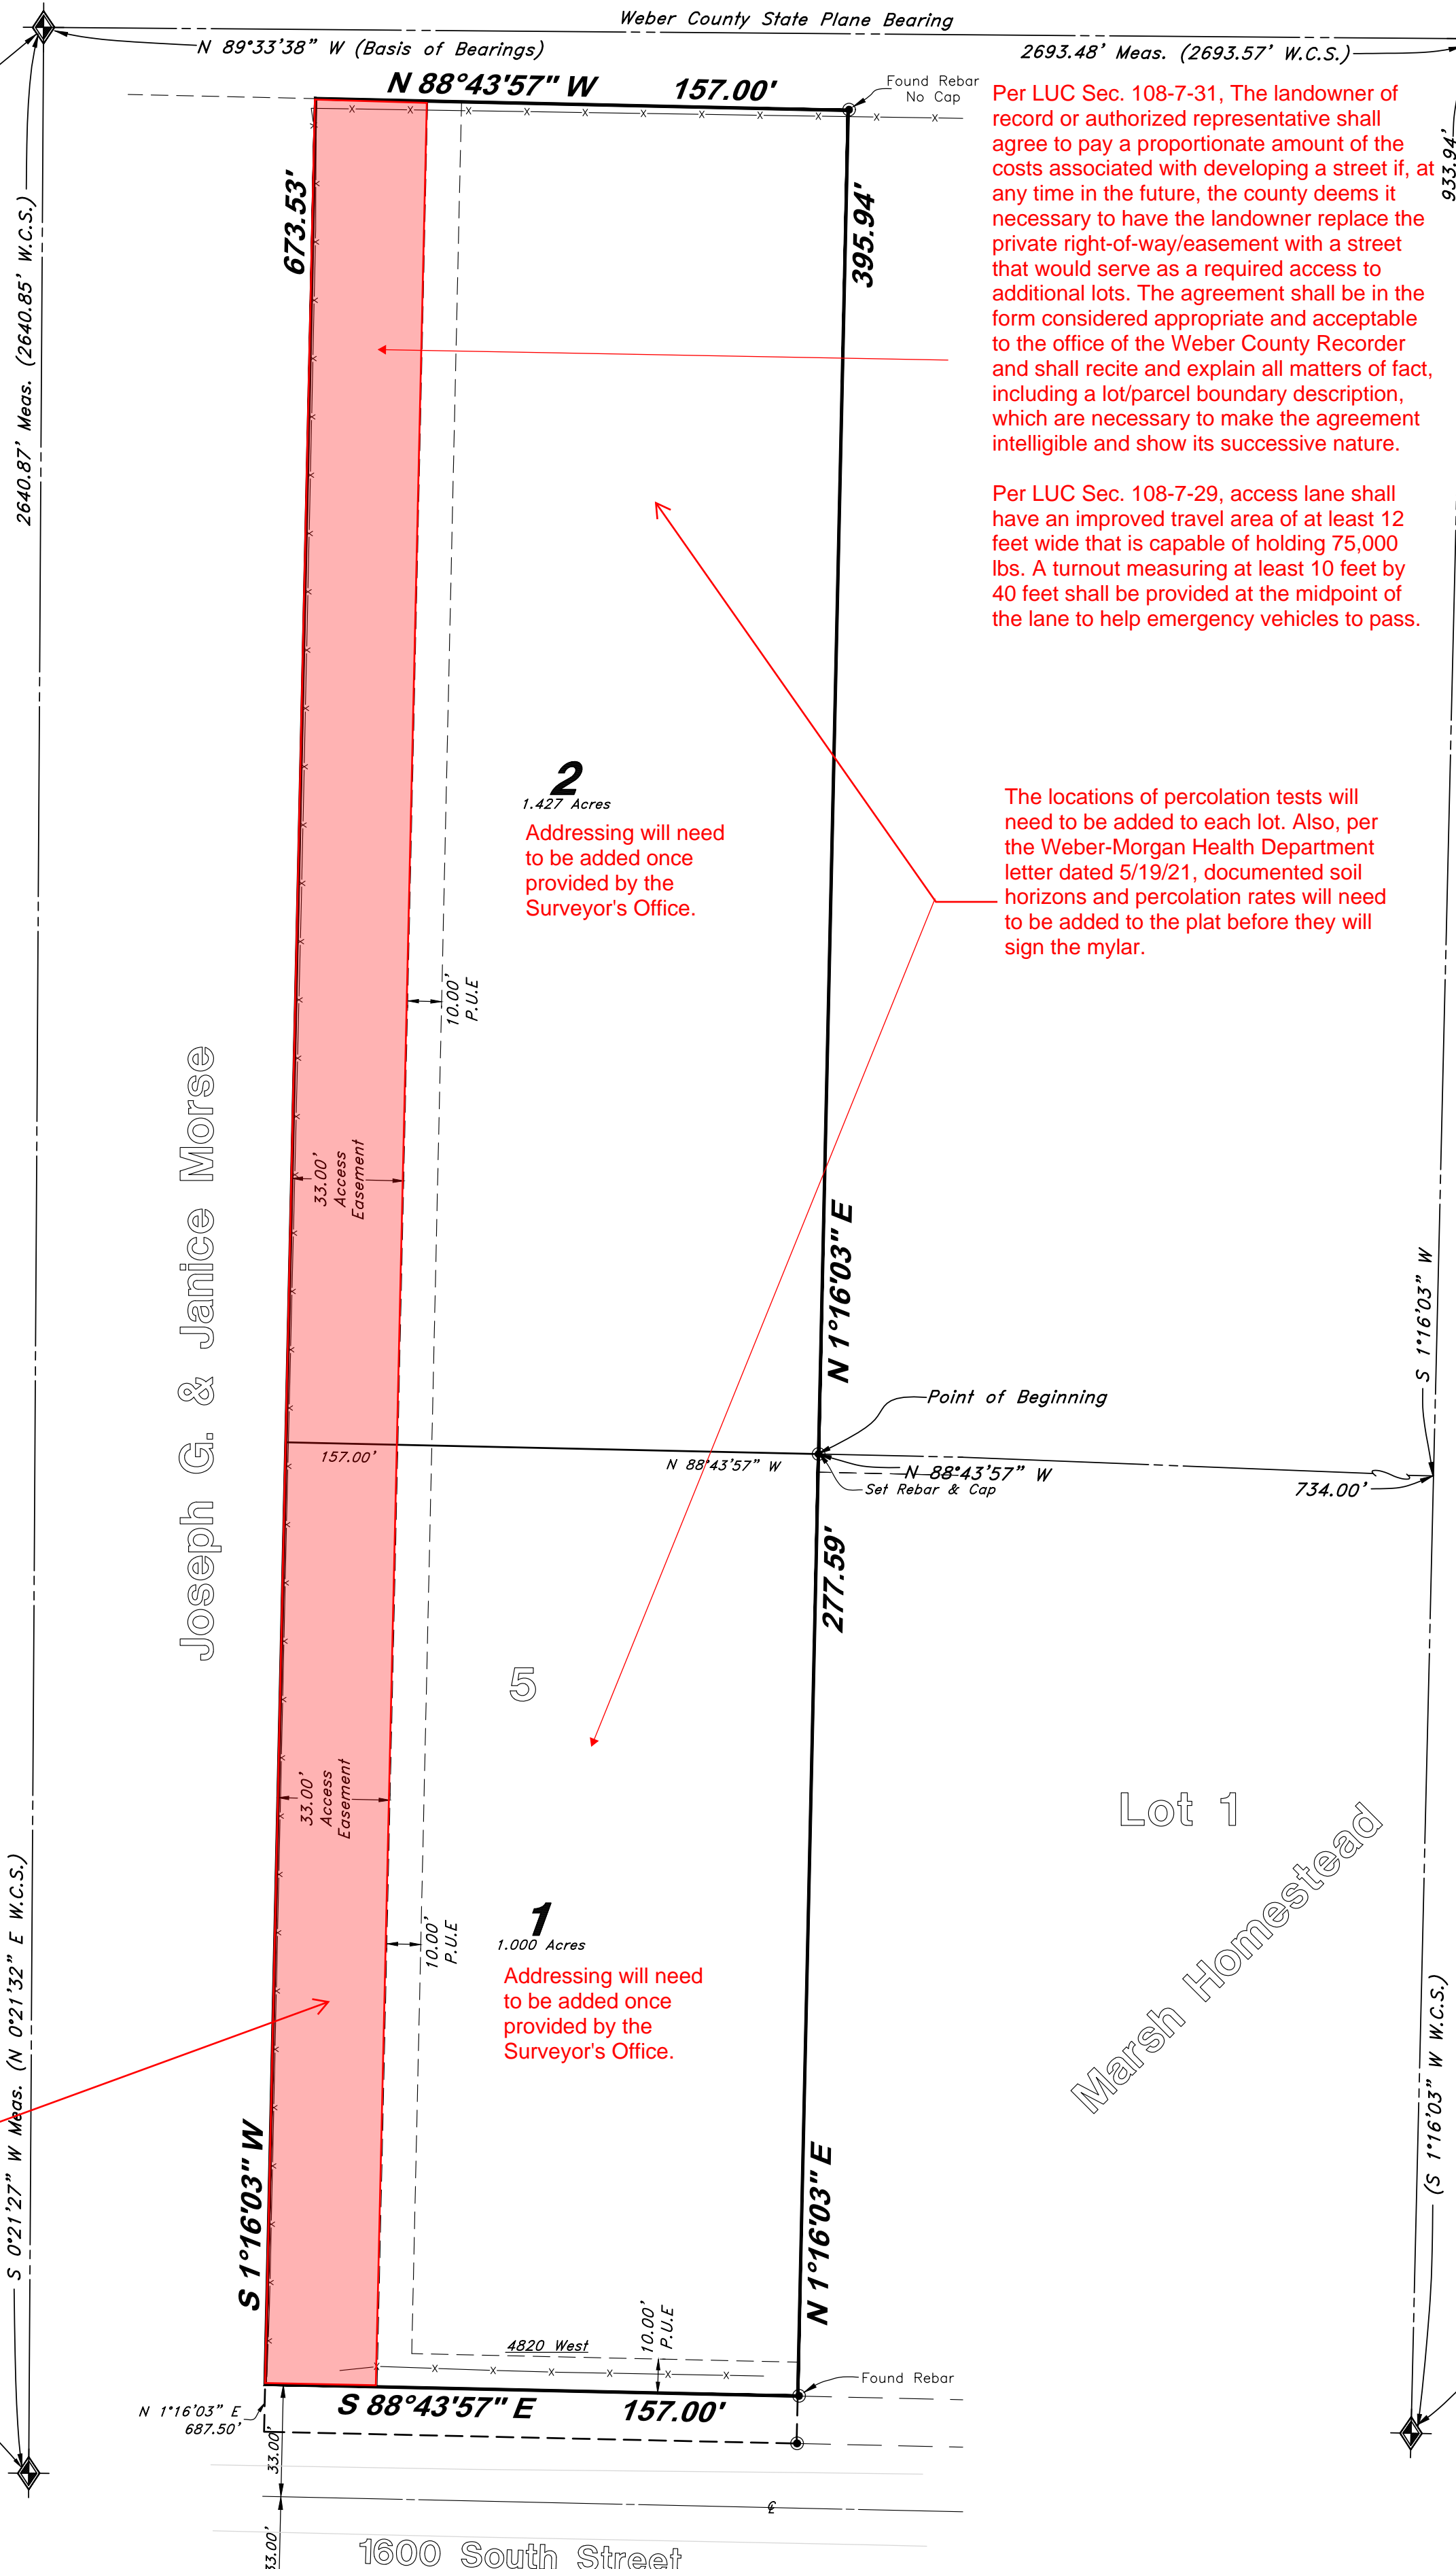 Weber County State Plane Bearing
N 89°33'38" W (Basis of Bearings)
2693.48' Meas. (2693.57' W.C.S.)
N 88°43'57" W 157.00'
Found Rebar
No Cap
Per LUC Sec. 108-7-31, The landowner of
record or authorized representative shall
agree to pay a proportionate amount of the
costs associated with developing a street if, at
any time in the future, the county deems it
necessary to have the landowner replace the
private right-of-way/easement with a street
that would serve as a required access to
additional lots. The agreement shall be in the
form considered appropriate and acceptable
to the office of the Weber County Recorder
and shall recite and explain all matters of fact,
including a lot/parcel boundary description,
which are necessary to make the agreement
intelligible and show its successive nature.
Per LUC Sec. 108-7-29, access lane shall
have an improved travel area of at least 12
feet wide that is capable of holding 75,000
lbs. A turnout measuring at least 10 feet by
40 feet shall be provided at the midpoint of
the lane to help emergency vehicles to pass.
933.94'
673.53'
395.94'
2640.87' Meas. (2640.85' W.C.S.)
2
1.427 Acres
Addressing will need
to be added once
provided by the
Surveyor's Office.
The locations of percolation tests will
need to be added to each lot. Also, per
the Weber-Morgan Health Department
letter dated 5/19/21, documented soil
horizons and percolation rates will need
to be added to the plat before they will
sign the mylar.
10.00'
P.U.E
Joseph G. & Janice Morse
33.00'
Access
Easement
N 1°16'03" E
S 1°16'03" W
Point of Beginning
157.00'
N 88°43'57" W
N 88°43'57" W
Set Rebar & Cap
734.00'
277.59'
5
33.00'
Access
Easement
Lot 1
Marsh Homestead
1
1.000 Acres
10.00'
P.U.E
Addressing will need
to be added once
provided by the
Surveyor's Office.
S 0°21'27" W Meas. (N 0°21'32" E W.C.S.)
(S 1°16'03" W W.C.S.)
S 1°16'03" W
N 1°16'03" E
10.00'
P.U.E
4820 West
Found Rebar
S 88°43'57" E 157.00'
N 1°16'03" E
687.50'
33.00'
℄
33.00'
1600 South Street